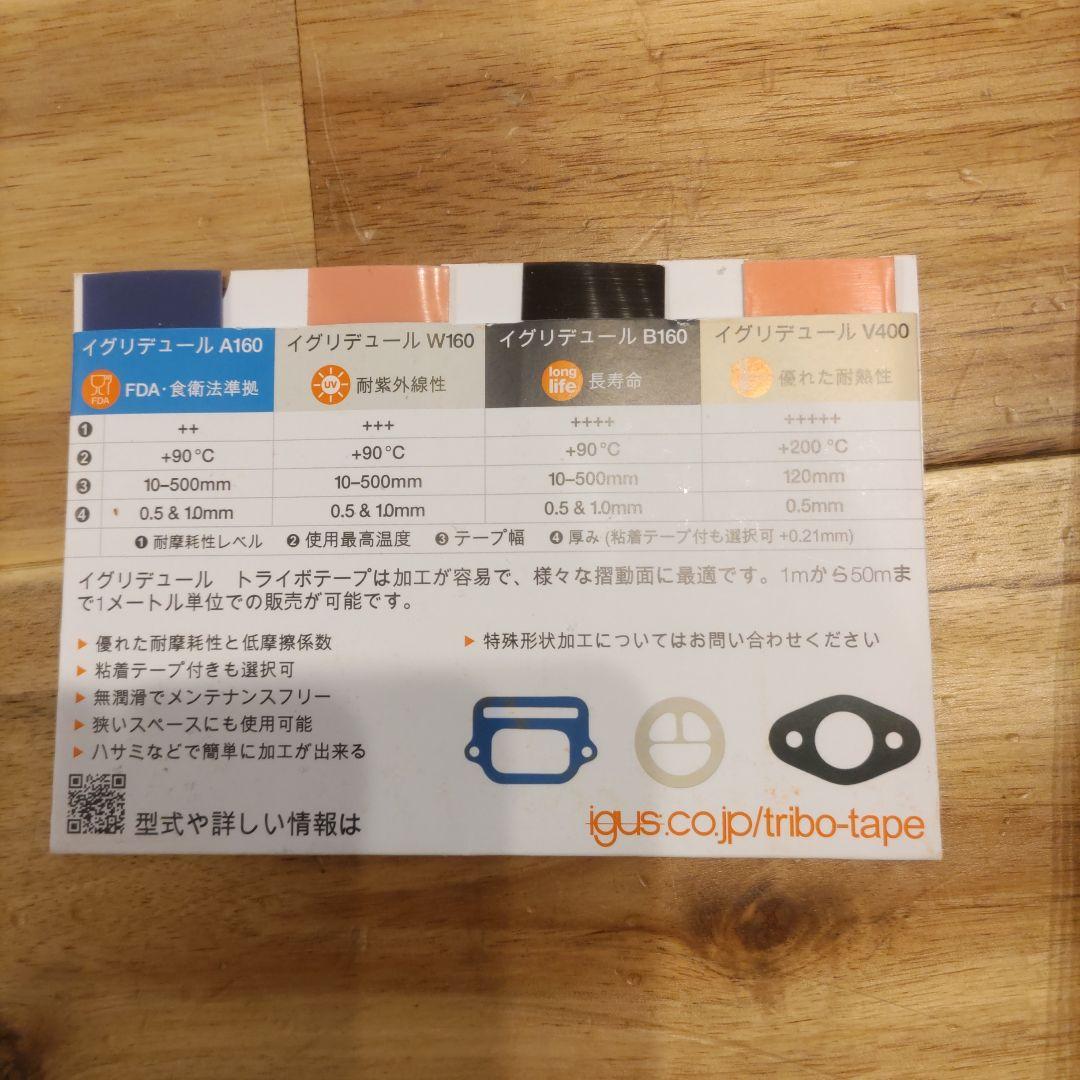 イグリデュール A160 イグリデュール W160 イグリデュール B160 イグリデュール V400
FDA FDA・食衛法準拠 UV 耐紫外線性 long life 長寿命 優れた耐熱性
❶ ++ +++ ++++ +++++
❷ +90°C +90°C +90°C +200 °C
❸ 10–500mm 10–500mm 10–500mm 120mm
❹ 0.5 & 1.0mm 0.5 & 1.0mm 0.5 & 1.0mm 0.5mm
❶ 耐摩耗性レベル ❷ 使用最高温度 ❸ テープ幅 ❹ 厚み (粘着テープ付も選択可 +0.21mm)
イグリデュール トライボテープは加工が容易で、様々な摺動面に最適です。1mから50mま
で1メートル単位での販売が可能です。
▶ 優れた耐摩耗性と低摩擦係数
▶ 粘着テープ付きも選択可
▶ 無潤滑でメンテナンスフリー
▶ 狭いスペースにも使用可能
▶ ハサミなどで簡単に加工が出来る
▶ 特殊形状加工についてはお問い合わせください
型式や詳しい情報は
igus.co.jp/tribo-tape